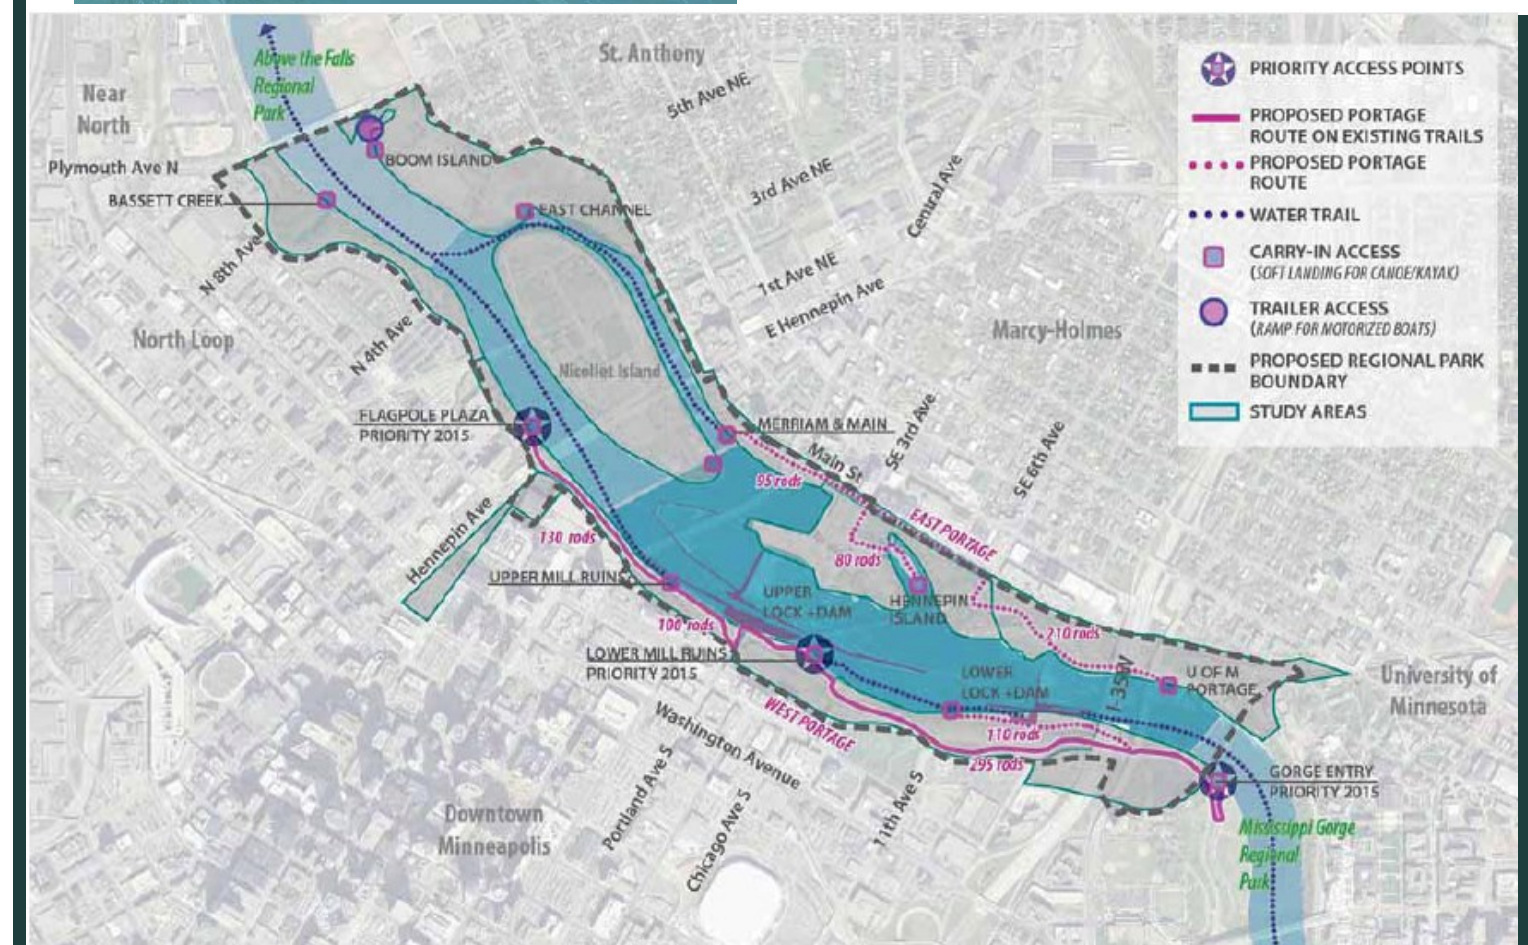 Above the Falls
Regional
Park
St. Anthony
Near
North
5th Ave NE
Plymouth Ave N
BOOM ISLAND
BASSETT CREEK
EAST CHANNEL
3rd Ave NE
Central Ave
N 8th Ave
1st Ave NE
E Hennepin Ave
North Loop
N 4th Ave
Marcy-Holmes
Nicollet Island
FLAGPOLE PLAZA
PRIORITY 2015
MERRIAM & MAIN
Main St
SE 3rd Ave
SE 6th Ave
95 rods
EAST PORTAGE
Hennepin Ave
130 rods
80 rods
UPPER MILL RUINS
UPPER
LOCK +DAM
HENNEPIN
ISLAND
100 rods
210 rods
LOWER MILL RUINS
PRIORITY 2015
LOWER
LOCK +DAM
I-35W
U OF M
PORTAGE
University of
Minnesota
WEST PORTAGE
Washington Avenue
110 rods
295 rods
Portland Ave S
Chicago Ave S
11th Ave S
GORGE ENTRY
PRIORITY 2015
Downtown
Minneapolis
Mississippi Gorge
Regional
Park
PRIORITY ACCESS POINTS
PROPOSED PORTAGE
ROUTE ON EXISTING TRAILS
PROPOSED PORTAGE
ROUTE
WATER TRAIL
CARRY-IN ACCESS
(SOFT LANDING FOR CANOE/KAYAK)
TRAILER ACCESS
(RAMP FOR MOTORIZED BOATS)
PROPOSED REGIONAL PARK
BOUNDARY
STUDY AREAS